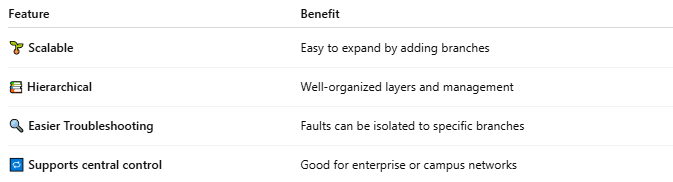 Feature Benefit
🌱 Scalable Easy to expand by adding branches
📚 Hierarchical Well-organized layers and management
🔍 Easier Troubleshooting Faults can be isolated to specific branches
🔁 Supports central control Good for enterprise or campus networks